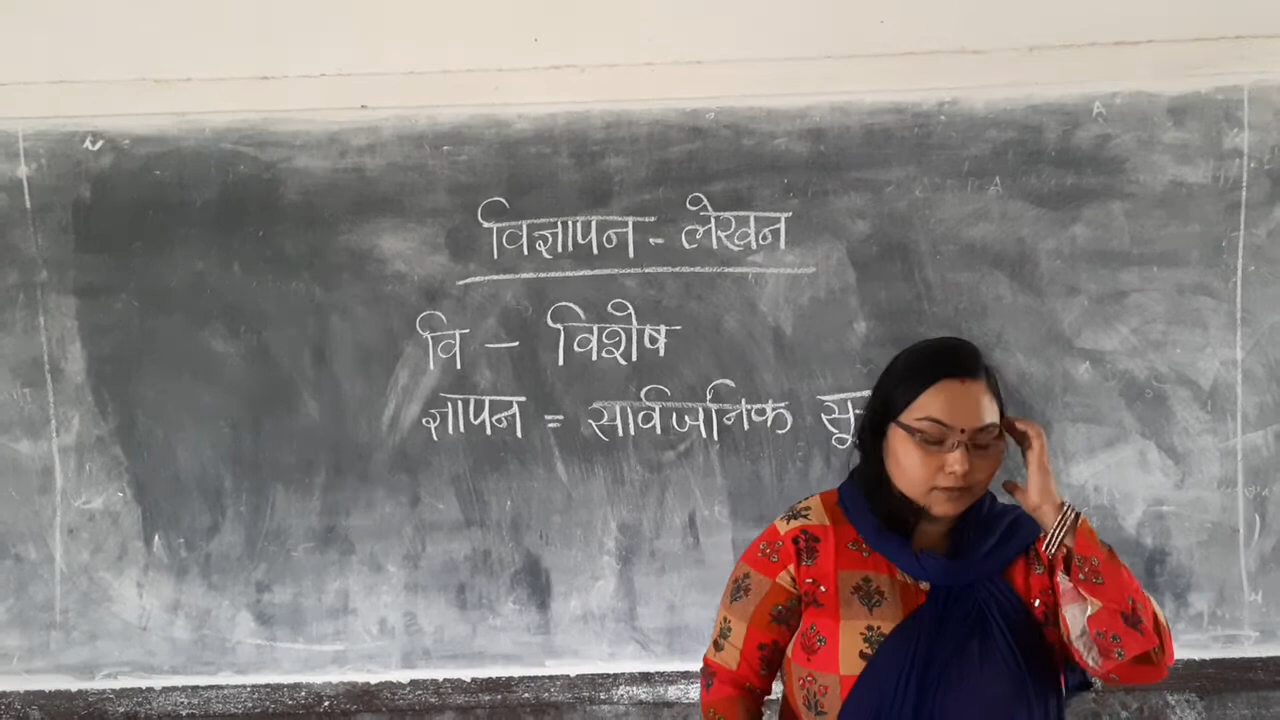 विज्ञापन - लेखन
वि - विशेष
ज्ञापन = सार्वजनिक